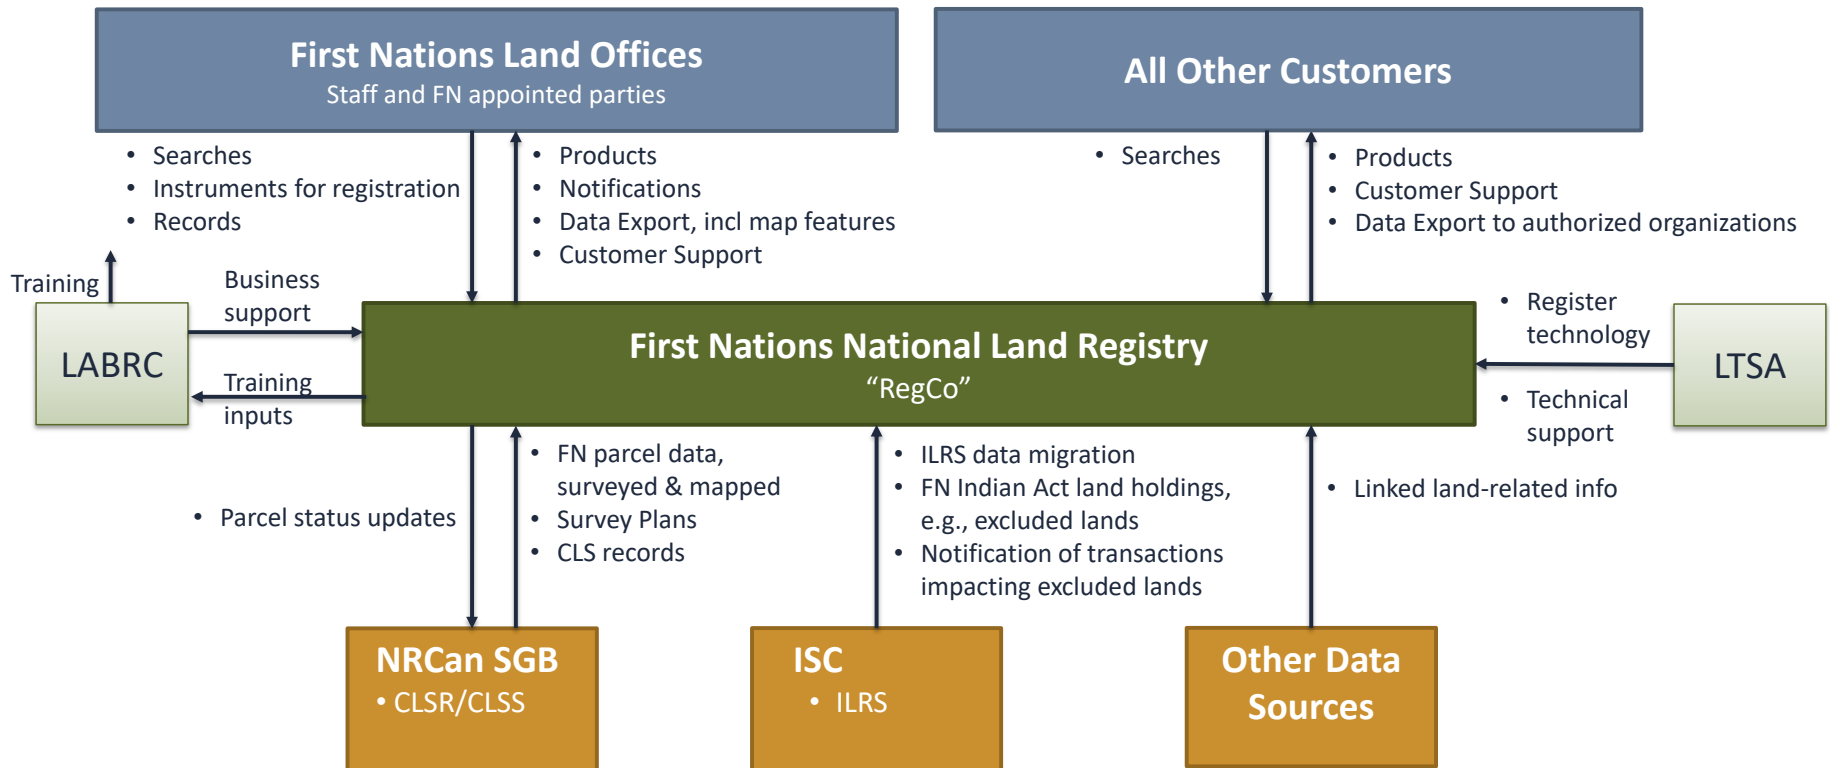 First Nations Land Offices
Staff and FN appointed parties
All Other Customers
• Searches
• Instruments for registration
• Records
• Products
• Notifications
• Data Export, incl map features
• Customer Support
• Searches
• Products
• Customer Support
• Data Export to authorized organizations
Training
Business
support
LABRC
Training
inputs
First Nations National Land Registry
“RegCo”
• Register
technology
• Technical
support
LTSA
• Parcel status updates
• FN parcel data,
surveyed & mapped
• Survey Plans
• CLS records
• ILRS data migration
• FN Indian Act land holdings,
e.g., excluded lands
• Notification of transactions
impacting excluded lands
• Linked land-related info
NRCan SGB
• CLSR/CLSS
ISC
• ILRS
Other Data
Sources